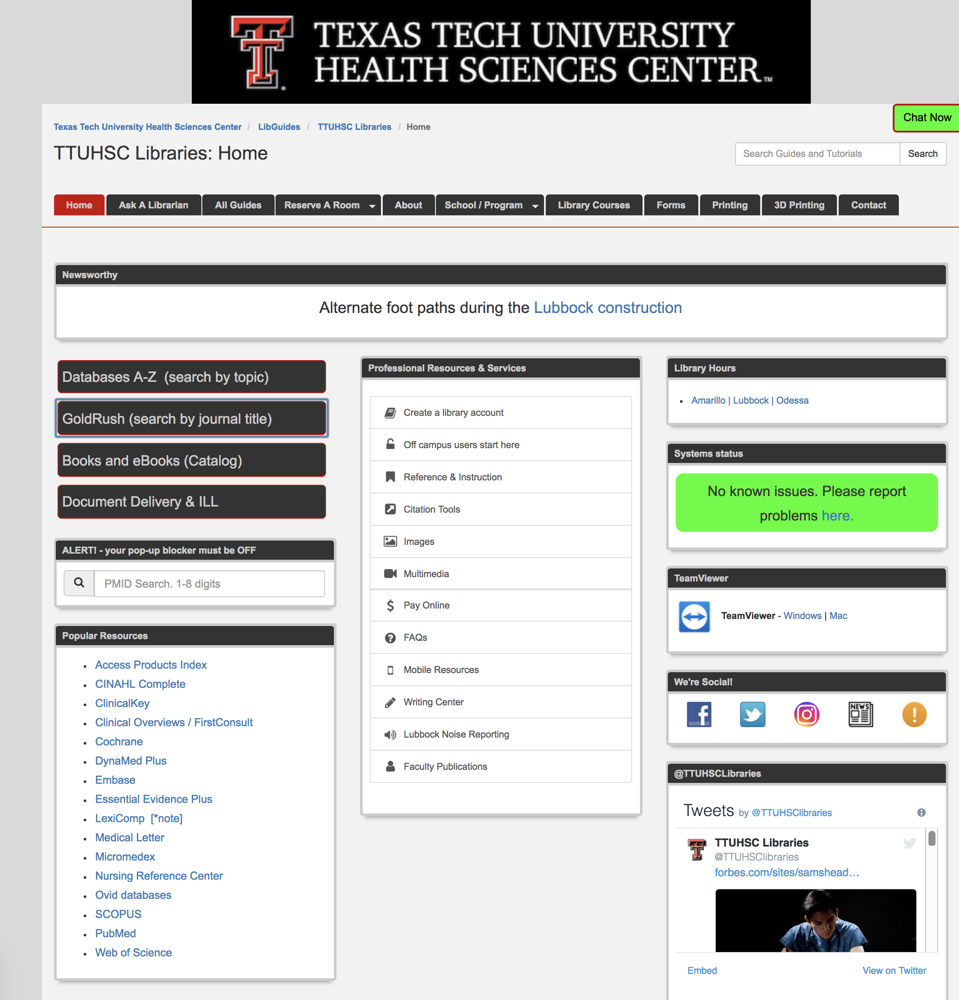 TEXAS TECH UNIVERSITY
HEALTH SCIENCES CENTER™
Chat Now
Texas Tech University Health Sciences Center / LibGuides / TTUHSC Libraries / Home
TTUHSC Libraries: Home
Search Guides and Tutorials Search
Home Ask A Librarian All Guides Reserve A Room About School / Program Library Courses Forms Printing 3D Printing Contact
Newsworthy
Alternate foot paths during the Lubbock construction
Databases A-Z (search by topic)
GoldRush (search by journal title)
Books and eBooks (Catalog)
Document Delivery & ILL
ALERT! - your pop-up blocker must be OFF
PMID Search. 1-8 digits
Popular Resources
Access Products Index
CINAHL Complete
ClinicalKey
Clinical Overviews / FirstConsult
Cochrane
DynaMed Plus
Embase
Essential Evidence Plus
LexiComp [*note]
Medical Letter
Micromedex
Nursing Reference Center
Ovid databases
SCOPUS
PubMed
Web of Science
Professional Resources & Services
Create a library account
Off campus users start here
Reference & Instruction
Citation Tools
Images
Multimedia
Pay Online
FAQs
Mobile Resources
Writing Center
Lubbock Noise Reporting
Faculty Publications
Library Hours
Amarillo | Lubbock | Odessa
Systems status
No known issues. Please report
problems here.
TeamViewer
TeamViewer - Windows | Mac
We're Social!
NEWS
@TTUHSCLibraries
Tweets by @TTUHSClibraries
TTUHSC Libraries
@TTUHSClibraries
forbes.com/sites/samshead…
Embed View on Twitter